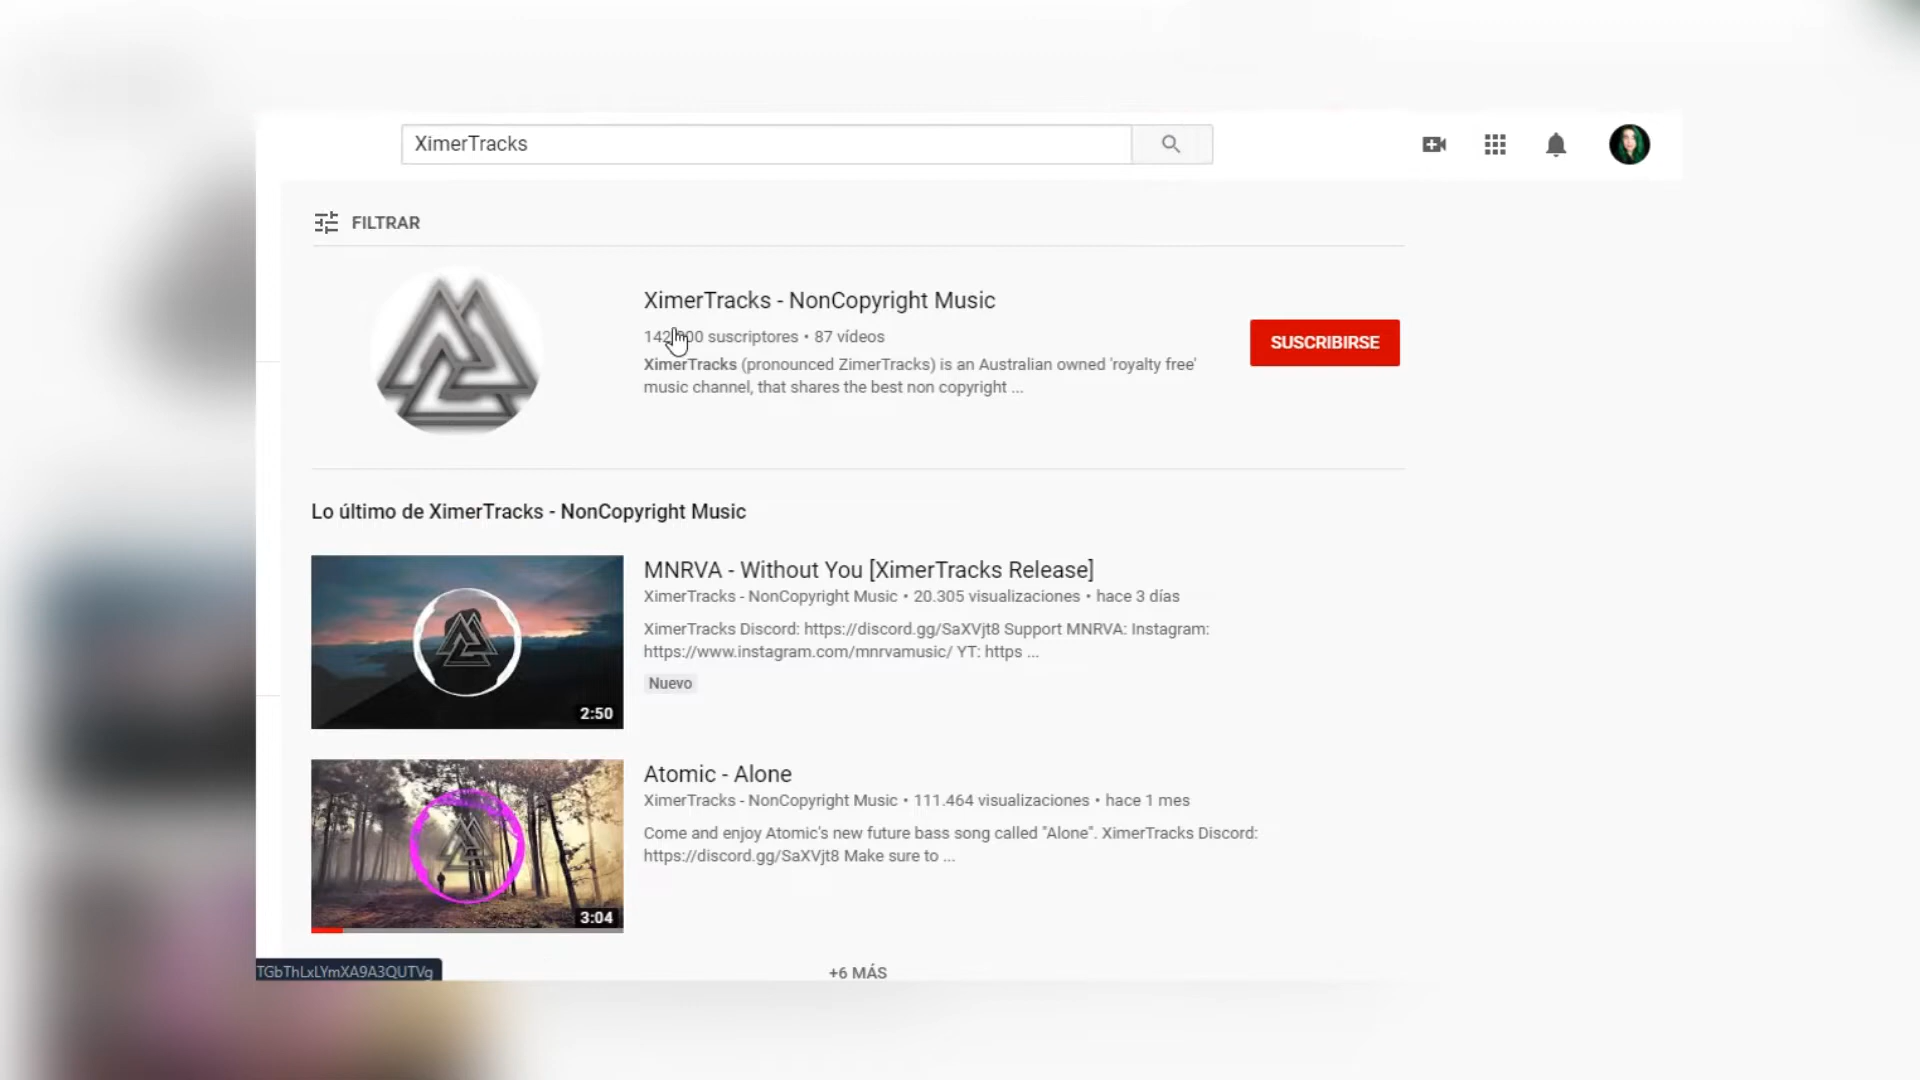 XimerTracks
FILTRAR
XimerTracks - NonCopyright Music
suscriptores • 87 vídeos
XimerTracks (pronounced ZimerTracks) is an Australian owned 'royalty free'
music channel, that shares the best non copyright ...
SUSCRIBIRSE
Lo último de XimerTracks - NonCopyright Music
MNRVA - Without You [XimerTracks Release]
XimerTracks - NonCopyright Music • 20.305 visualizaciones • hace 3 días
XimerTracks Discord: https://discord.gg/SaXVjt8 Support MNRVA: Instagram:
https://www.instagram.com/mnrvamusic/ YT: https ...
Nuevo
2:50
Atomic - Alone
XimerTracks - NonCopyright Music • 111.464 visualizaciones • hace 1 mes
Come and enjoy Atomic's new future bass song called "Alone". XimerTracks Discord:
https://discord.gg/SaXVjt8 Make sure to ...
3:04
TGbThLxLYmXA9A3QUTVg
+6 MÁS